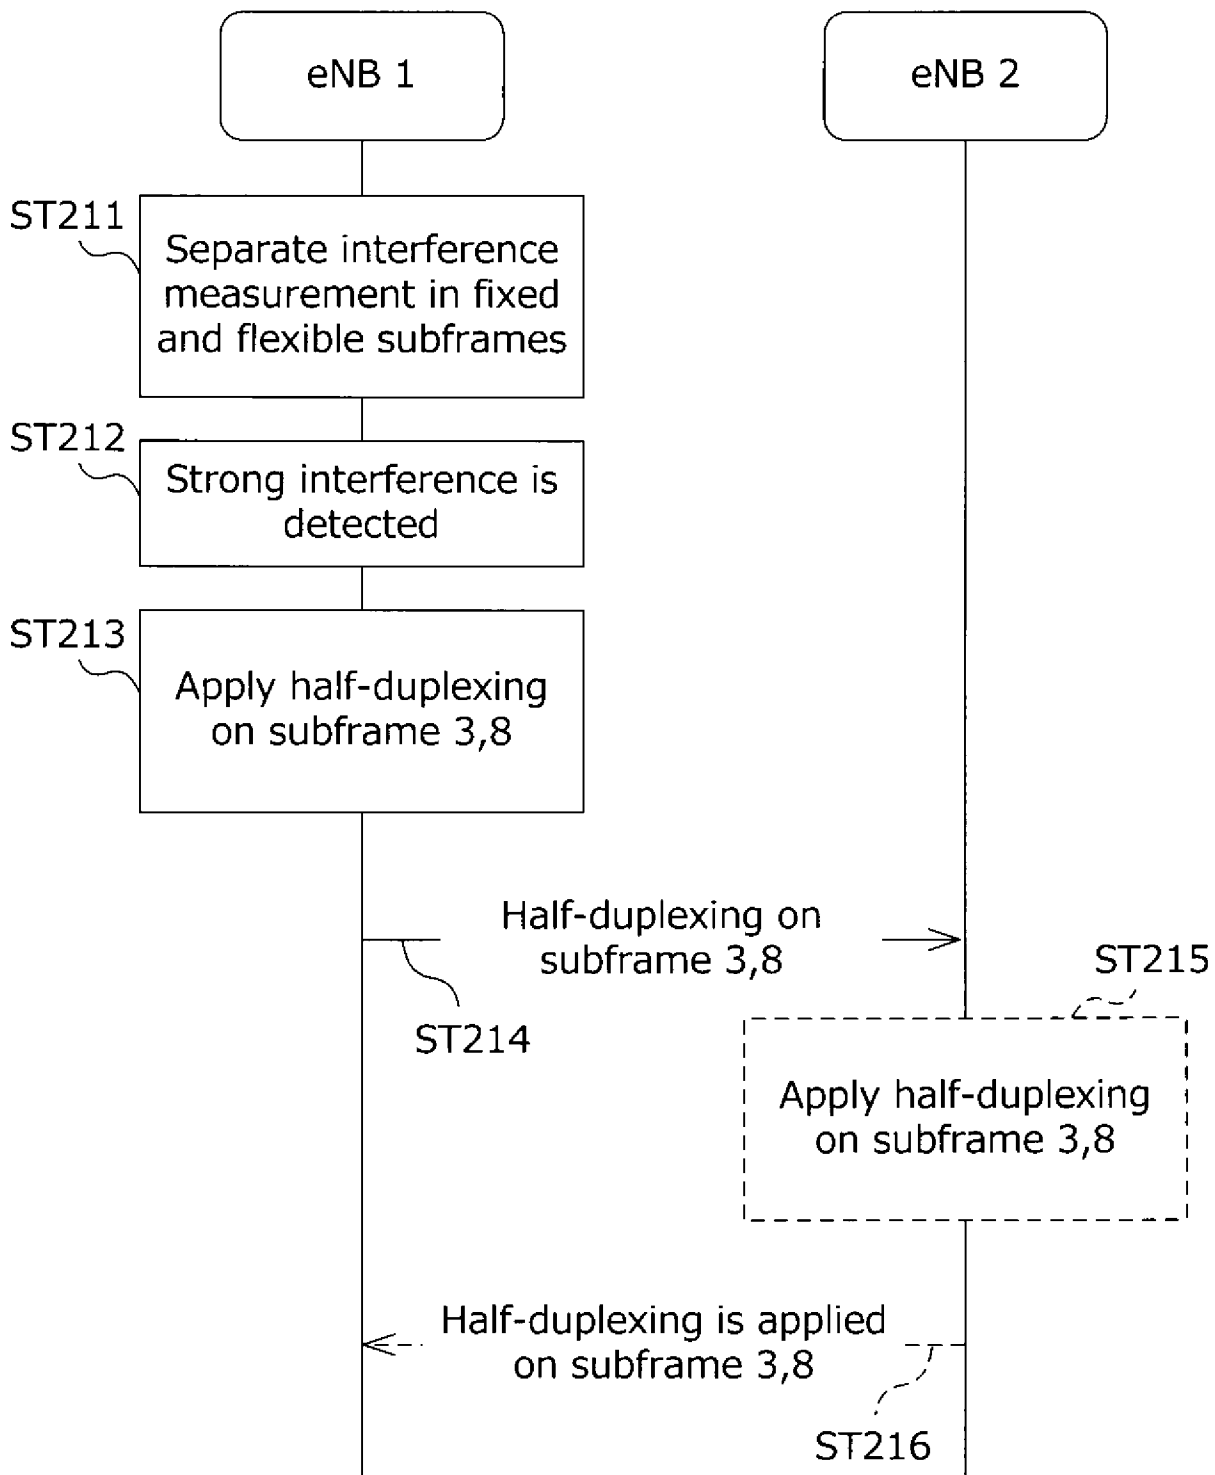 eNB 1
eNB 2
ST211
Separate interference
measurement in fixed
and flexible subframes
ST212
Strong interference is
detected
ST213
Apply half-duplexing
on subframe 3,8
Half-duplexing on
subframe 3,8
ST214
ST215
Apply half-duplexing
on subframe 3,8
Half-duplexing is applied
on subframe 3,8
ST216